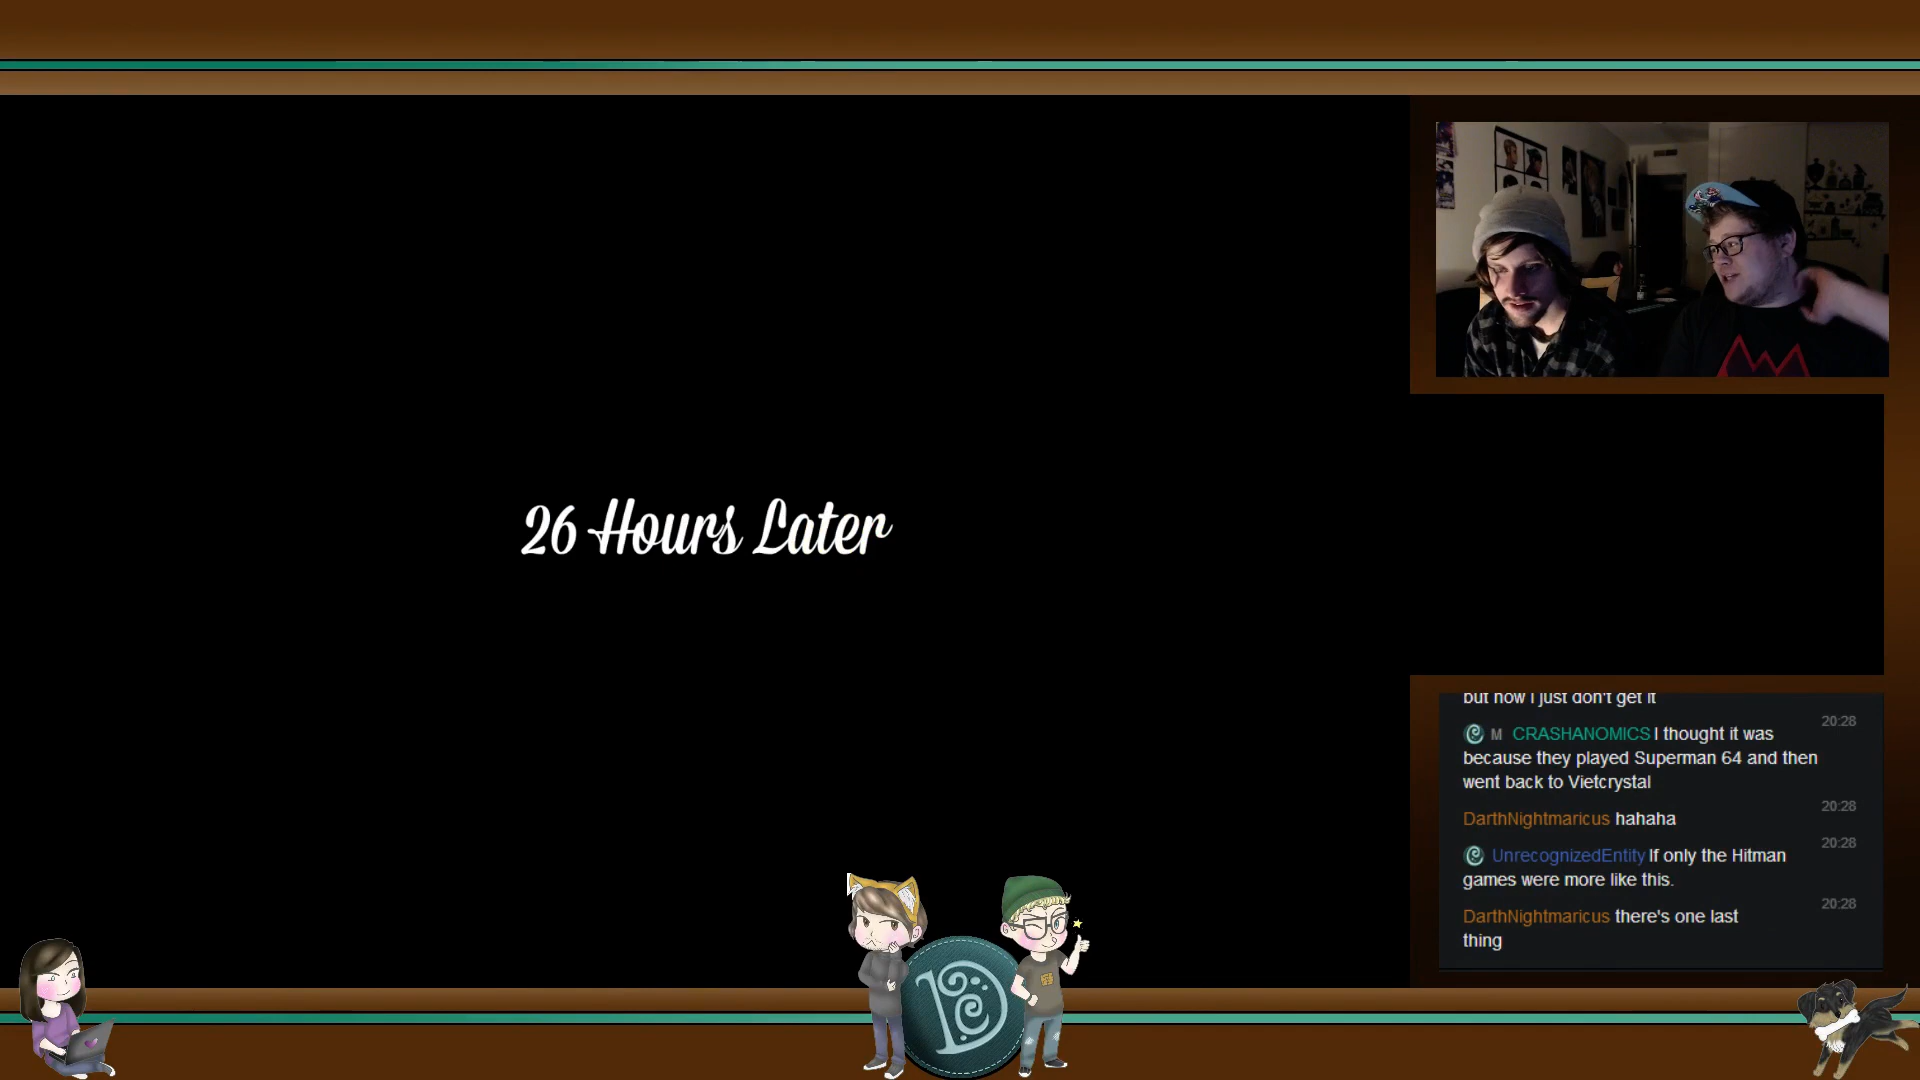 26 Hours Later
but now I just don't get it
20:28
M CRASHANOMICS I thought it was
because they played Superman 64 and then
went back to Vietcrystal
20:28
DarthNightmaricus hahaha
20:28
UnrecognizedEntity If only the Hitman
games were more like this.
20:28
DarthNightmaricus there's one last
thing